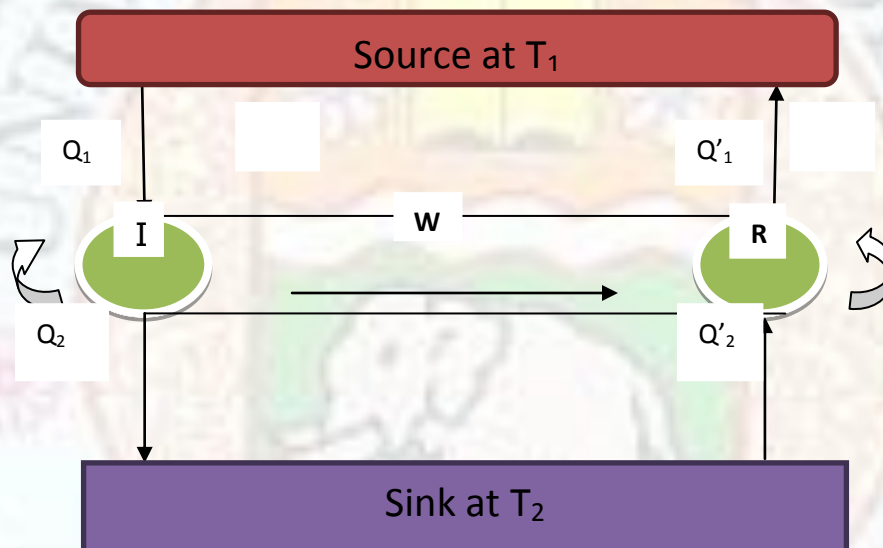 Source at T₁
Q₁
Q’₁
I
W
R
Q₂
Q’₂
Sink at T₂